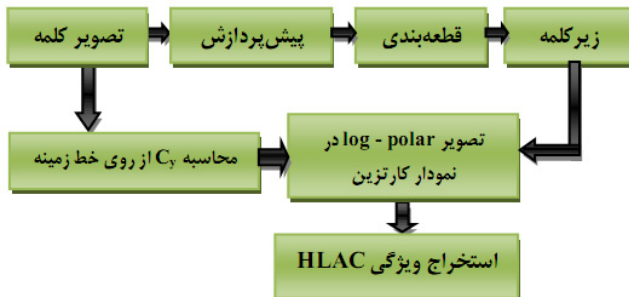 تصویر کلمه
پیش‌پردازش
قطعه‌بندی
زیرکلمه
محاسبه Cy از روی خط زمینه
تصویر log - polar در
نمودار کارتزین
استخراج ویژگی HLAC